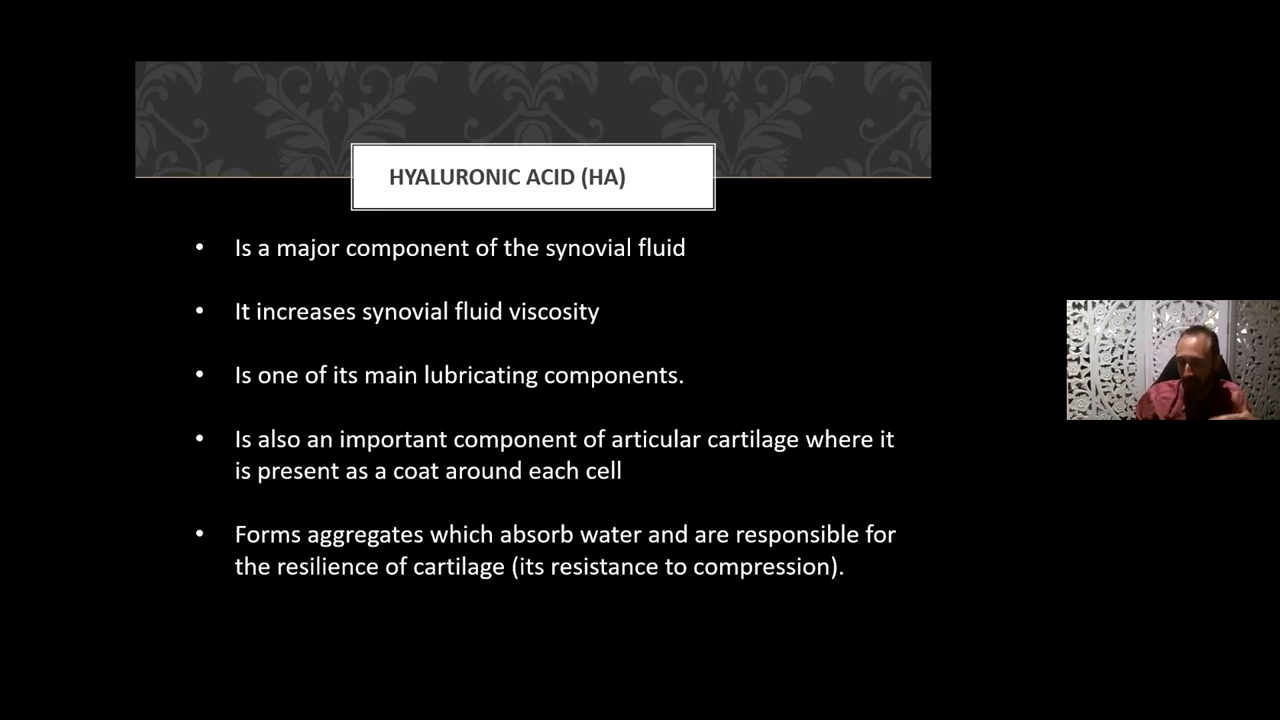 HYALURONIC ACID (HA)
• Is a major component of the synovial fluid
• It increases synovial fluid viscosity
• Is one of its main lubricating components.
• Is also an important component of articular cartilage where it
is present as a coat around each cell
• Forms aggregates which absorb water and are responsible for
the resilience of cartilage (its resistance to compression).